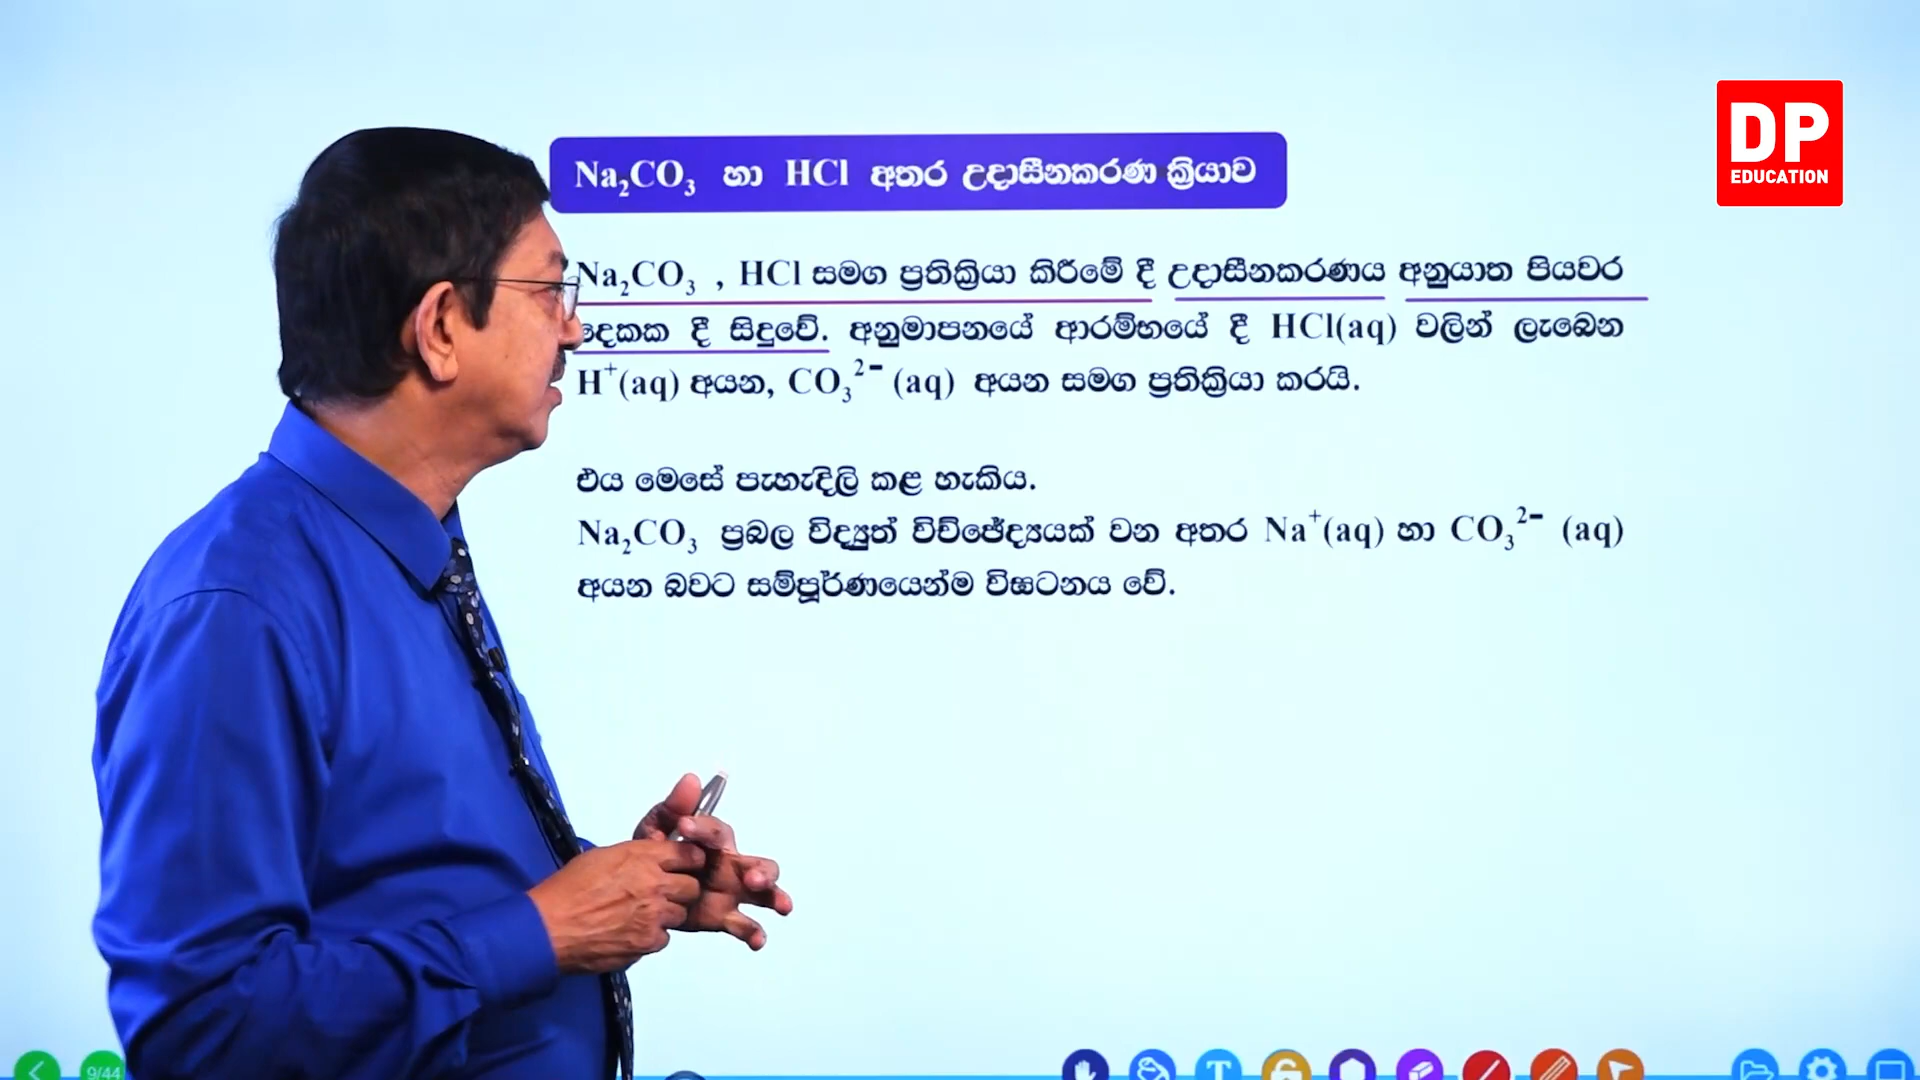 DP
EDUCATION
Na₂CO₃ හා HCl අතර උදාසීනකරණ ක්‍රියාව
Na₂CO₃ , HCl සමග ප්‍රතික්‍රියා කිරීමේ දී උදාසීනකරණය අනුයාත පියවර
දෙකක දී සිදුවේ. අනුමාපනයේ ආරම්භයේ දී HCl(aq) වලින් ලැබෙන
H⁺(aq) අයන, CO₃²⁻ (aq) අයන සමග ප්‍රතික්‍රියා කරයි.
එය මෙසේ පැහැදිලි කළ හැකිය.
Na₂CO₃ ප්‍රබල විද්‍යුත් විච්ඡේද්‍යයක් වන අතර Na⁺(aq) හා CO₃²⁻ (aq)
අයන බවට සම්පූර්ණයෙන්ම විඝටනය වේ.
9/44
T